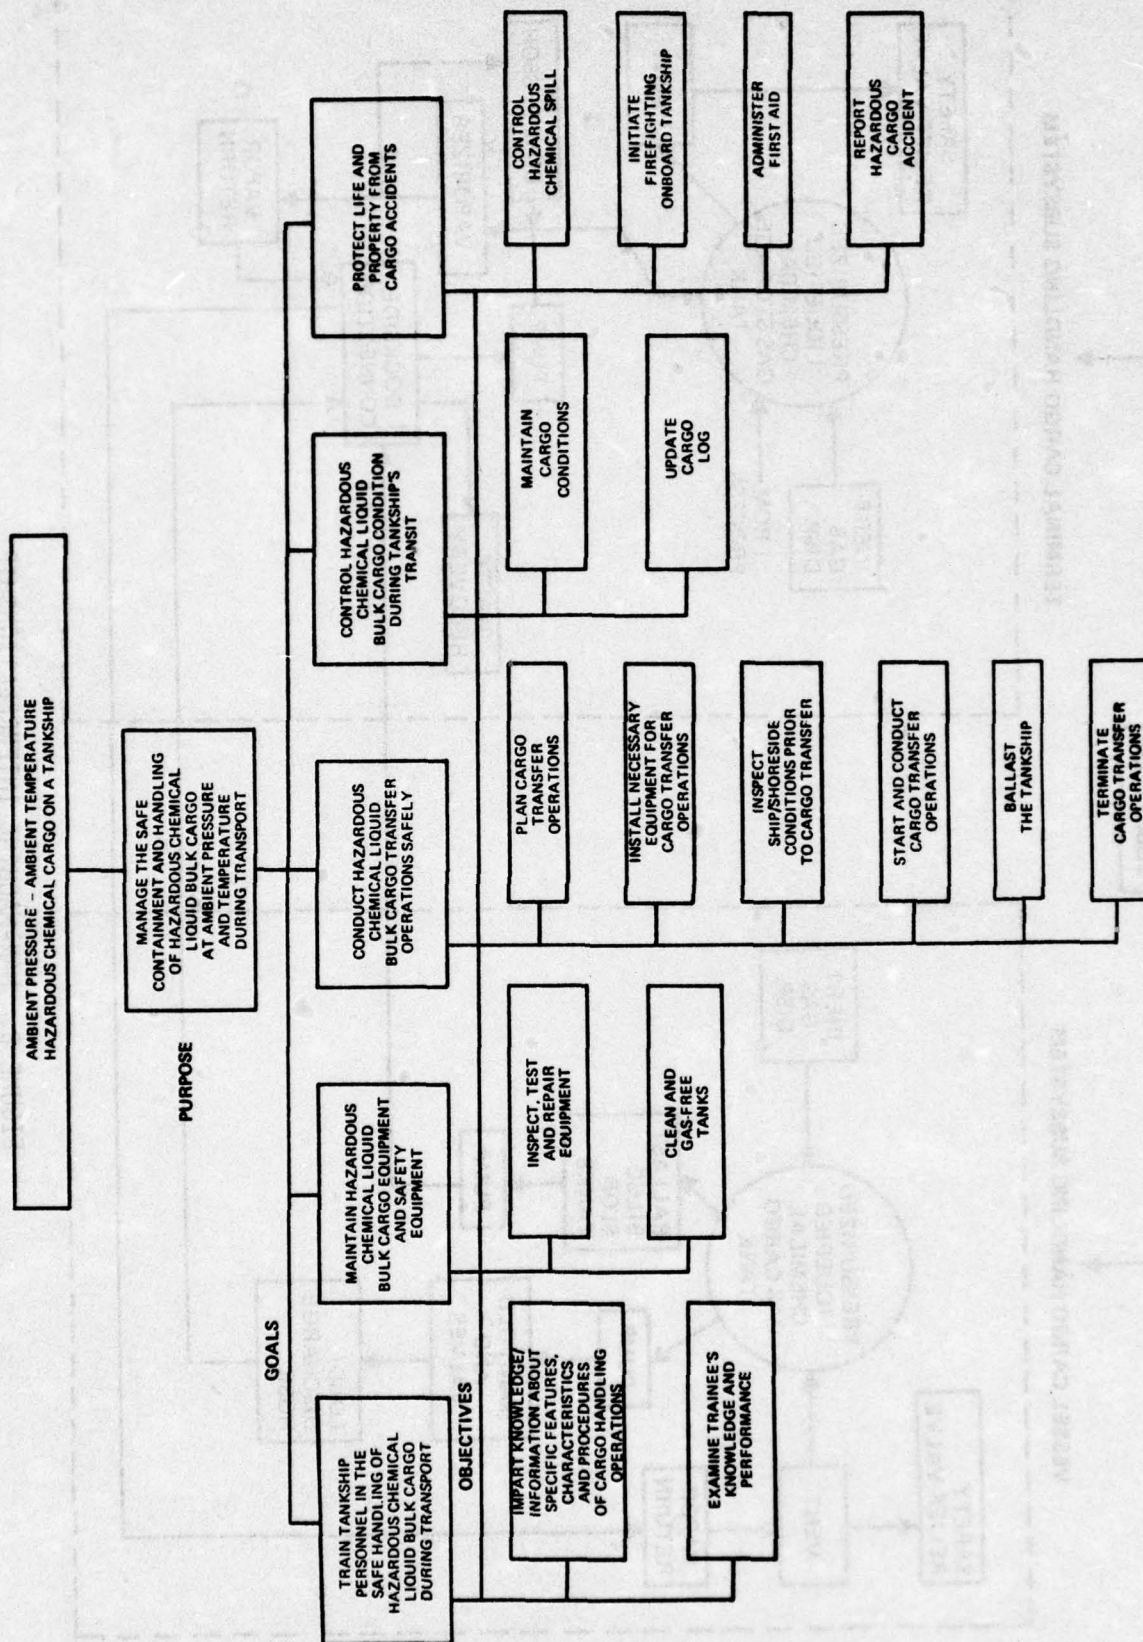 AMBIENT PRESSURE – AMBIENT TEMPERATURE
HAZARDOUS CHEMICAL CARGO ON A TANKSHIP
PURPOSE
MANAGE THE SAFE
CONTAINMENT AND HANDLING
OF HAZARDOUS CHEMICAL
LIQUID BULK CARGO
AT AMBIENT PRESSURE
AND TEMPERATURE
DURING TRANSPORT
GOALS
TRAIN TANKSHIP
PERSONNEL IN THE
SAFE HANDLING OF
HAZARDOUS CHEMICAL
LIQUID BULK CARGO
DURING TRANSPORT
MAINTAIN HAZARDOUS
CHEMICAL LIQUID
BULK CARGO EQUIPMENT
AND SAFETY
EQUIPMENT
CONDUCT HAZARDOUS
CHEMICAL LIQUID
BULK CARGO TRANSFER
OPERATIONS SAFELY
CONTROL HAZARDOUS
CHEMICAL LIQUID
BULK CARGO CONDITION
DURING TANKSHIP'S
TRANSIT
PROTECT LIFE AND
PROPERTY FROM
CARGO ACCIDENTS
OBJECTIVES
IMPART KNOWLEDGE/
INFORMATION ABOUT
SPECIFIC FEATURES,
CHARACTERISTICS
AND PROCEDURES
OF CARGO HANDLING
OPERATIONS
EXAMINE TRAINEE'S
KNOWLEDGE AND
PERFORMANCE
INSPECT, TEST
AND REPAIR
EQUIPMENT
CLEAN AND
GAS-FREE
TANKS
PLAN CARGO
TRANSFER
OPERATIONS
INSTALL NECESSARY
EQUIPMENT FOR
CARGO TRANSFER
OPERATIONS
INSPECT
SHIP/SHORESIDE
CONDITIONS PRIOR
TO CARGO TRANSFER
START AND CONDUCT
CARGO TRANSFER
OPERATIONS
BALLAST
THE TANKSHIP
TERMINATE
CARGO TRANSFER
OPERATIONS
MAINTAIN
CARGO
CONDITIONS
UPDATE
CARGO
LOG
CONTROL
HAZARDOUS
CHEMICAL SPILL
INITIATE
FIREFIGHTING
ONBOARD TANKSHIP
ADMINISTER
FIRST AID
REPORT
HAZARDOUS
CARGO
ACCIDENT